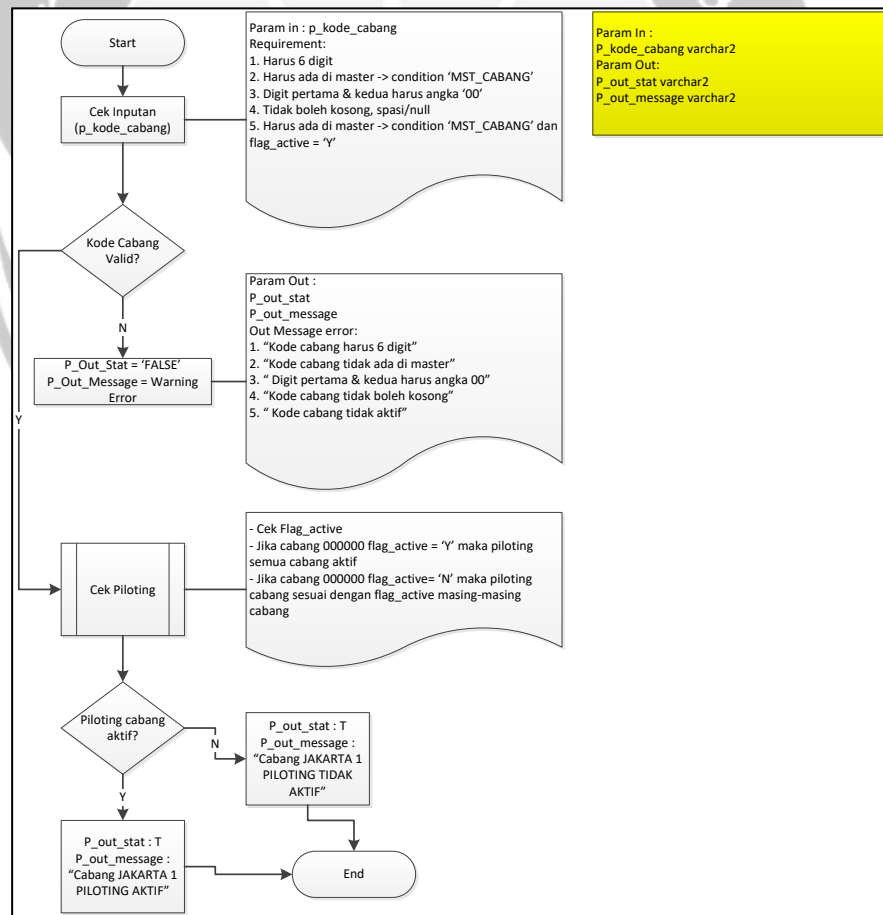 Start
Cek Inputan
(p_kode_cabang)
Param in : p_kode_cabang
Requirement:
1. Harus 6 digit
2. Harus ada di master -> condition ‘MST_CABANG’
3. Digit pertama & kedua harus angka ‘00’
4. Tidak boleh kosong, spasi/null
5. Harus ada di master -> condition ‘MST_CABANG’ dan
flag_active = ‘Y’
Param In :
P_kode_cabang varchar2
Param Out:
P_out_stat varchar2
P_out_message varchar2
Kode Cabang
Valid?
N
Y
P_Out_Stat = ‘FALSE’
P_Out_Message = Warning
Error
Param Out :
P_out_stat
P_out_message
Out Message error:
1. “Kode cabang harus 6 digit”
2. “Kode cabang tidak ada di master”
3. “ Digit pertama & kedua harus angka 00”
4. “Kode cabang tidak boleh kosong”
5. “ Kode cabang tidak aktif”
Cek Piloting
- Cek Flag_active
- Jika cabang 000000 flag_active = ‘Y’ maka piloting
semua cabang aktif
- Jika cabang 000000 flag_active= ‘N’ maka piloting
cabang sesuai dengan flag_active masing-masing
cabang
Piloting cabang
aktif?
N
Y
P_out_stat : T
P_out_message :
“Cabang JAKARTA 1
PILOTING TIDAK
AKTIF”
P_out_stat : T
P_out_message :
“Cabang JAKARTA 1
PILOTING AKTIF”
End